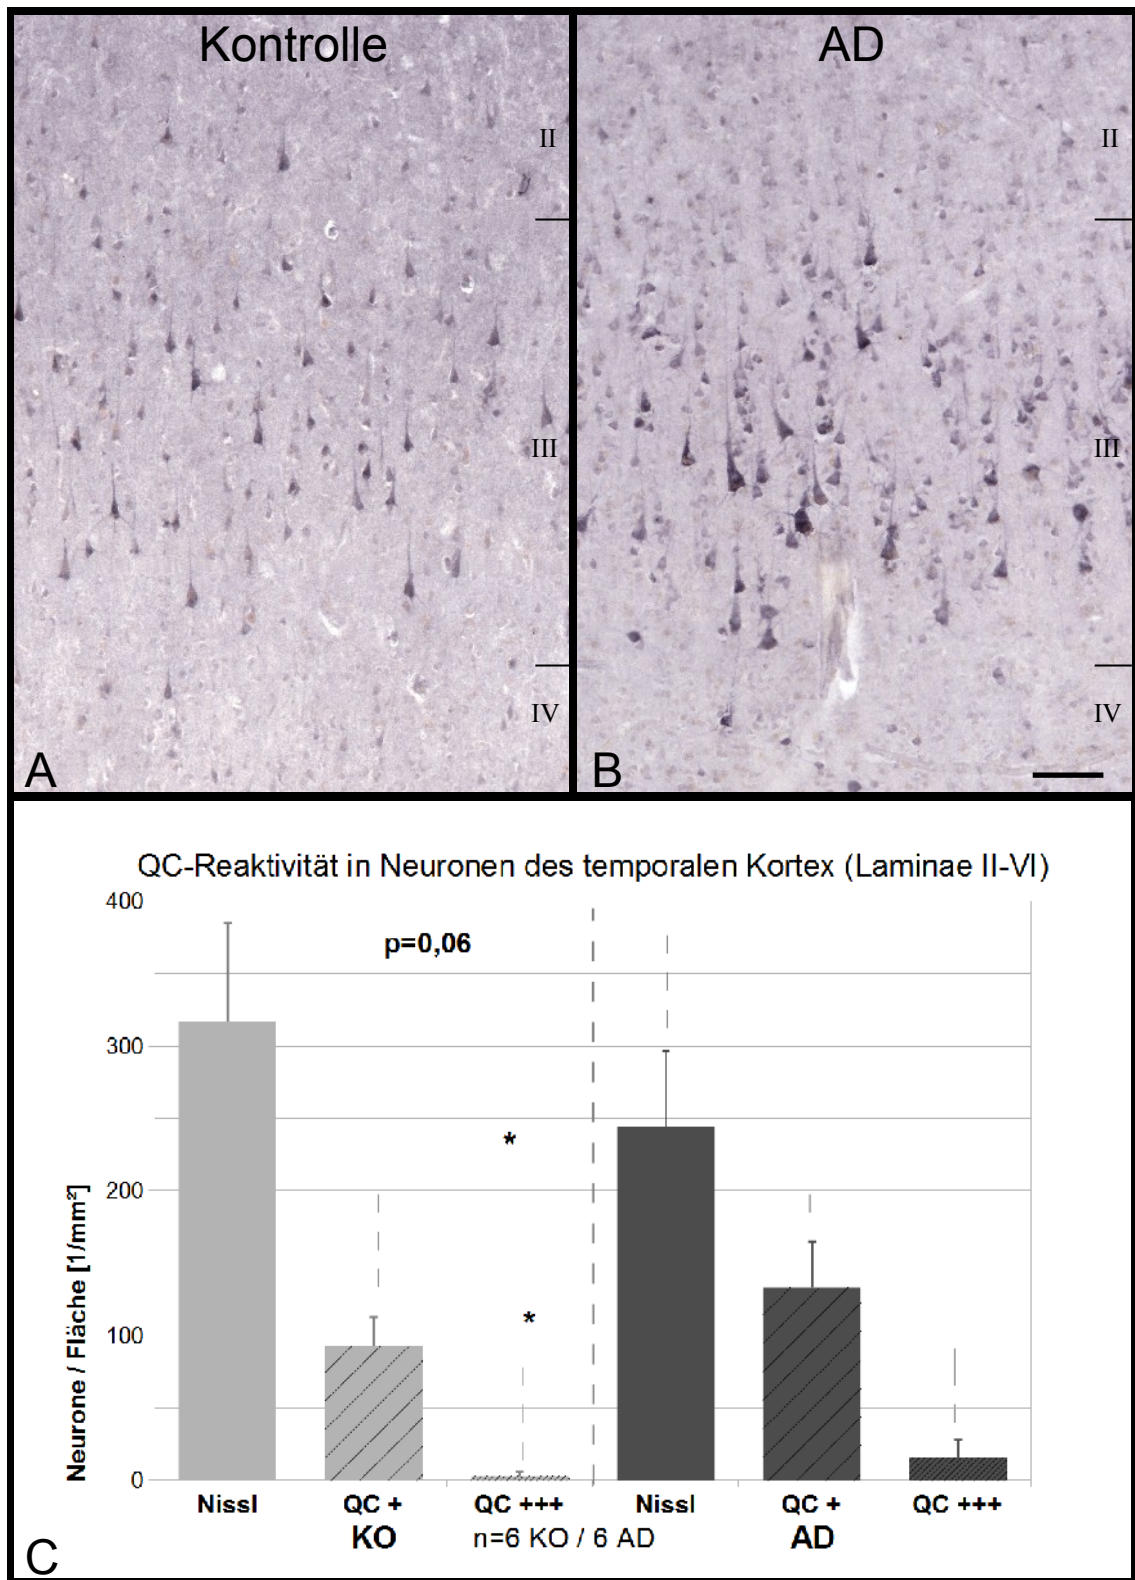 Kontrolle
AD
II
III
IV
A
II
III
IV
B
QC-Reaktivität in Neuronen des temporalen Kortex (Laminae II-VI)
Neurone / Fläche [1/mm²]
400
300
200
100
0
p=0,06
*
*
Nissl QC + QC +++ Nissl QC + QC +++
KO n=6 KO / 6 AD AD
C